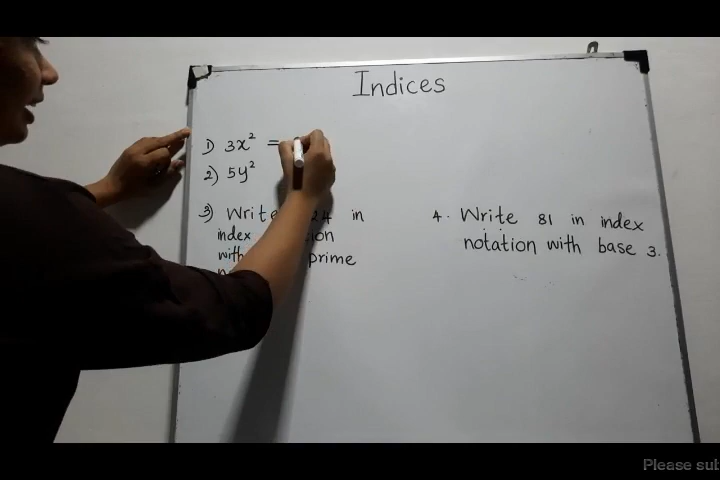 Indices
1) 3x² =
2) 5y²
3) Write 24 in
index
with prime
4. Write 81 in index
notation with base 3.
Please sub